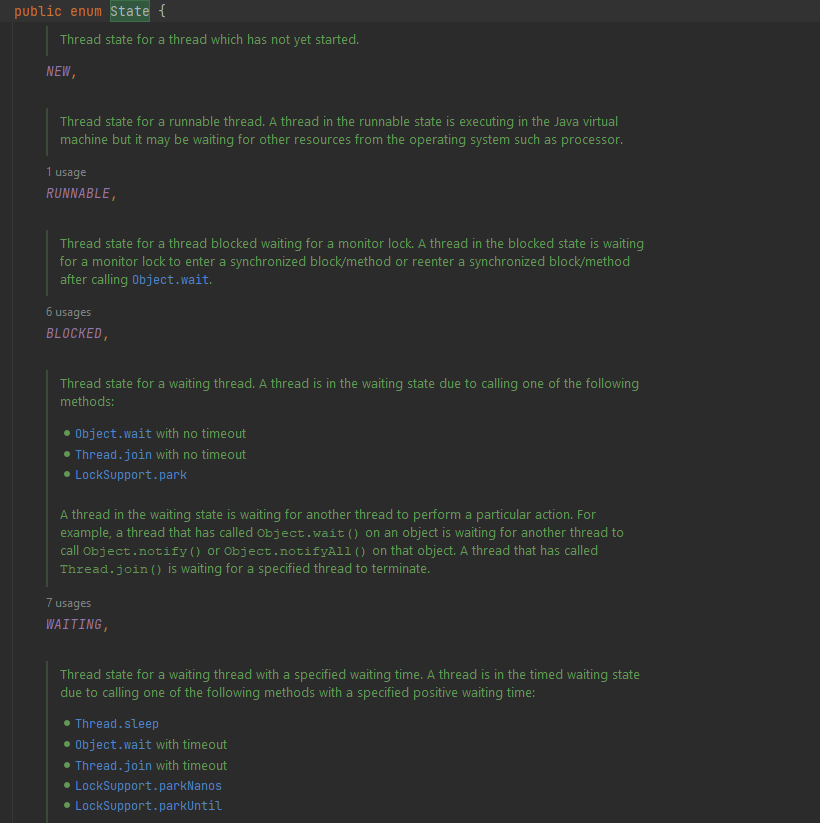 public enum State {
Thread state for a thread which has not yet started.
NEW,
Thread state for a runnable thread. A thread in the runnable state is executing in the Java virtual
machine but it may be waiting for other resources from the operating system such as processor.
1 usage
RUNNABLE,
Thread state for a thread blocked waiting for a monitor lock. A thread in the blocked state is waiting
for a monitor lock to enter a synchronized block/method or reenter a synchronized block/method
after calling Object.wait.
6 usages
BLOCKED,
Thread state for a waiting thread. A thread is in the waiting state due to calling one of the following
methods:
• Object.wait with no timeout
• Thread.join with no timeout
• LockSupport.park
A thread in the waiting state is waiting for another thread to perform a particular action. For
example, a thread that has called Object.wait() on an object is waiting for another thread to
call Object.notify() or Object.notifyAll() on that object. A thread that has called
Thread.join() is waiting for a specified thread to terminate.
7 usages
WAITING,
Thread state for a waiting thread with a specified waiting time. A thread is in the timed waiting state
due to calling one of the following methods with a specified positive waiting time:
• Thread.sleep
• Object.wait with timeout
• Thread.join with timeout
• LockSupport.parkNanos
• LockSupport.parkUntil